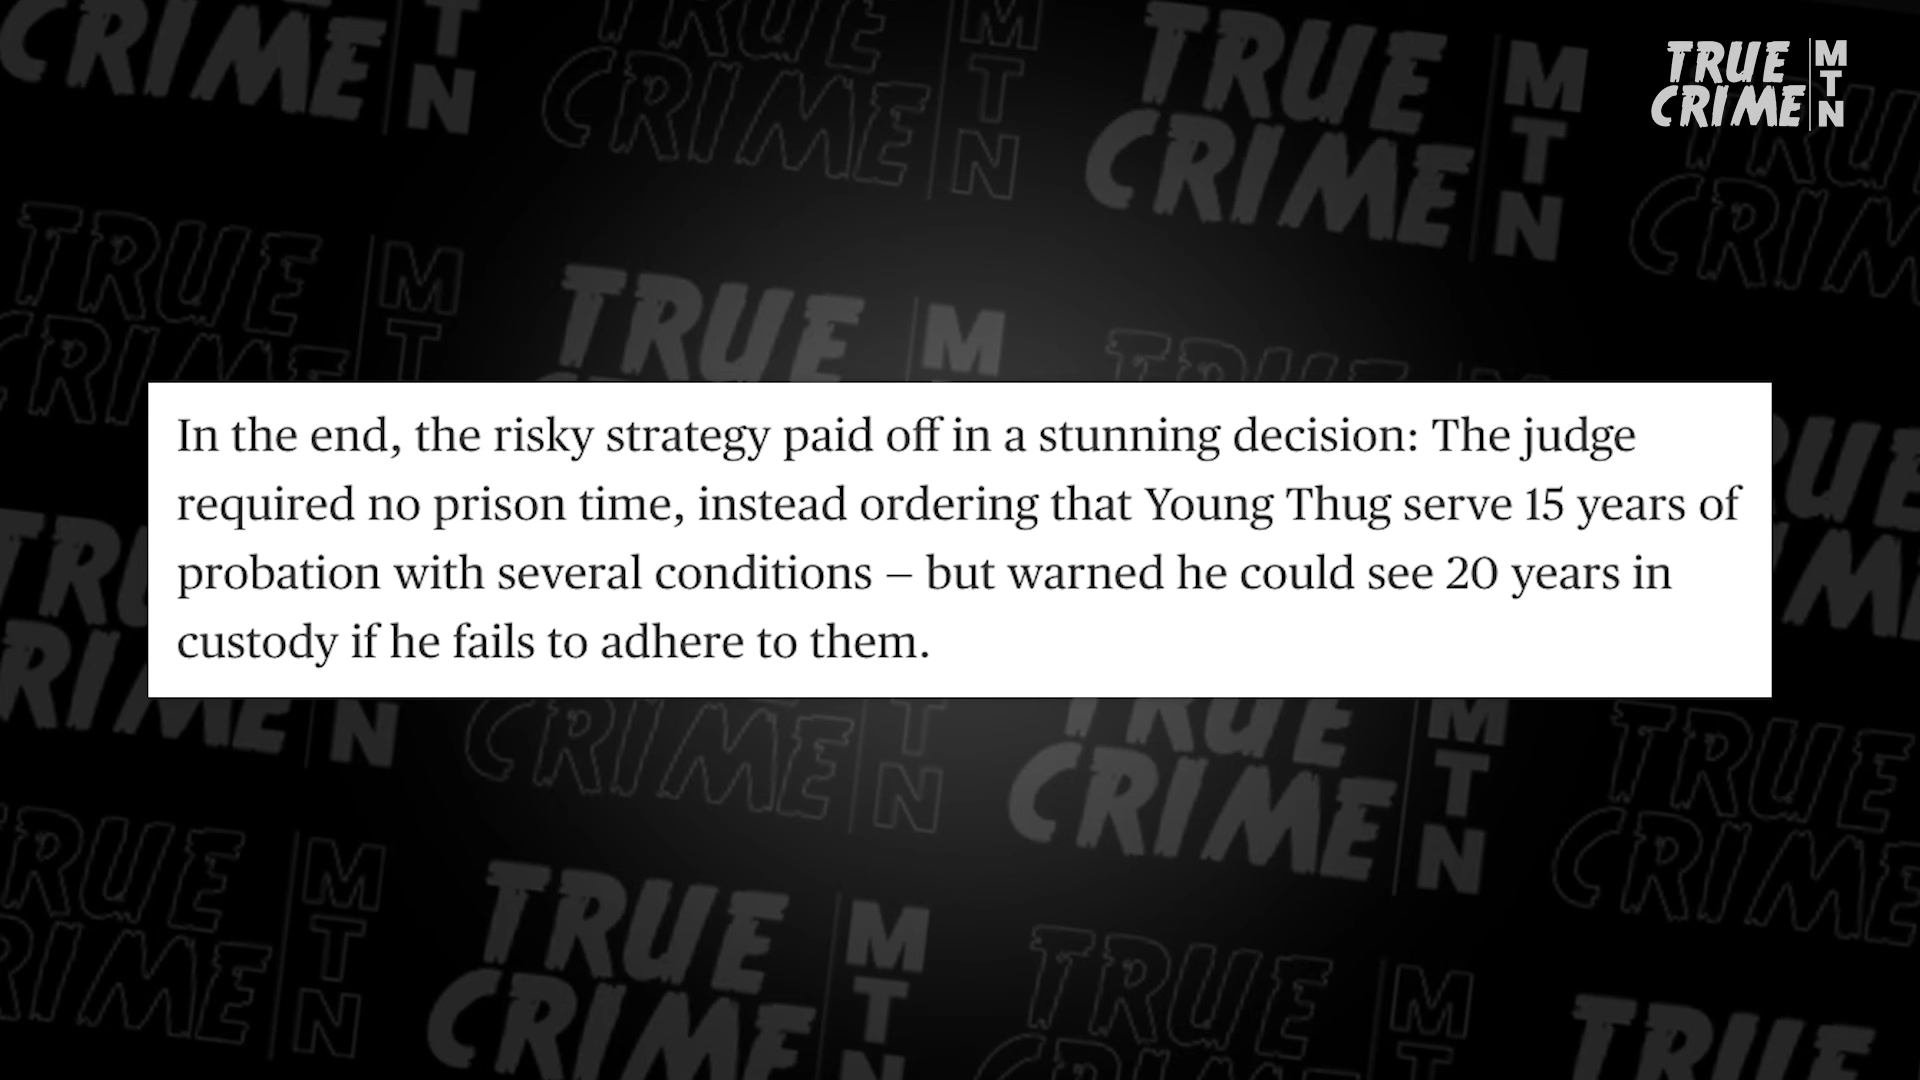 TRUE
CRIME
MTN
In the end, the risky strategy paid off in a stunning decision: The judge
required no prison time, instead ordering that Young Thug serve 15 years of
probation with several conditions – but warned he could see 20 years in
custody if he fails to adhere to them.